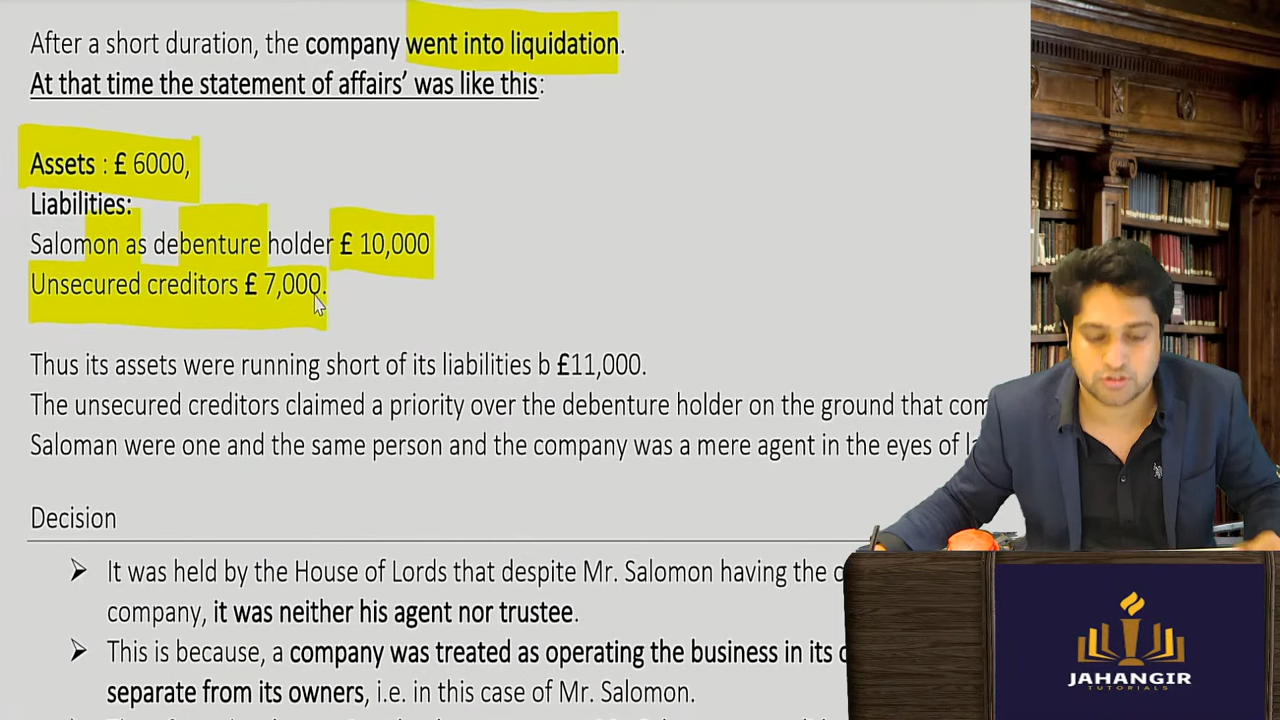 After a short duration, the company went into liquidation.
At that time the statement of affairs’ was like this:
Assets : £ 6000,
Liabilities:
Salomon as debenture holder £ 10,000
Unsecured creditors £ 7,000.
Thus its assets were running short of its liabilities b £11,000.
The unsecured creditors claimed a priority over the debenture holder on the ground that
Saloman were one and the same person and the company was a mere agent in the eyes of
Decision
➢ It was held by the House of Lords that despite Mr. Salomon having the
company, it was neither his agent nor trustee.
➢ This is because, a company was treated as operating the business in its
separate from its owners, i.e. in this case of Mr. Salomon.
JAHANGIR
TUTORIALS